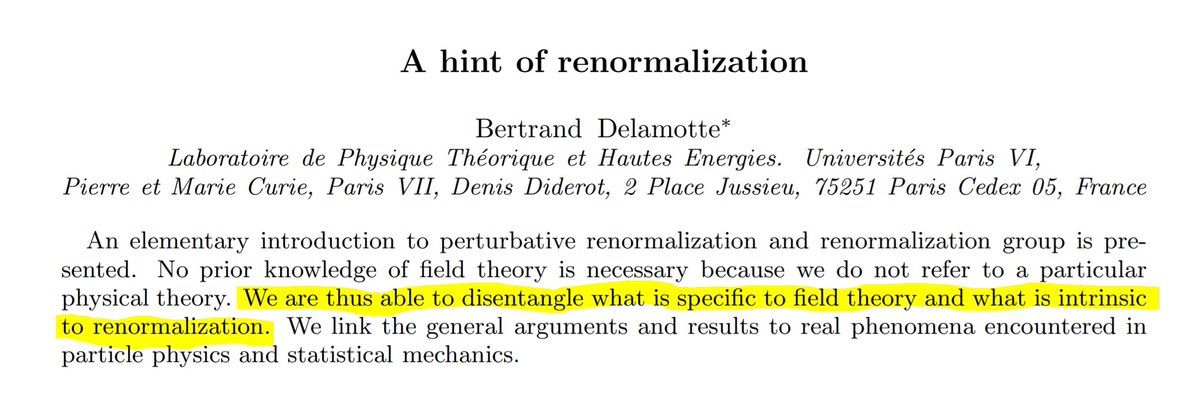 A hint of renormalization
Bertrand Delamotte*
Laboratoire de Physique Théorique et Hautes Energies. Universités Paris VI,
Pierre et Marie Curie, Paris VII, Denis Diderot, 2 Place Jussieu, 75251 Paris Cedex 05, France
An elementary introduction to perturbative renormalization and renormalization group is pre-
sented. No prior knowledge of field theory is necessary because we do not refer to a particular
physical theory. We are thus able to disentangle what is specific to field theory and what is intrinsic
to renormalization. We link the general arguments and results to real phenomena encountered in
particle physics and statistical mechanics.